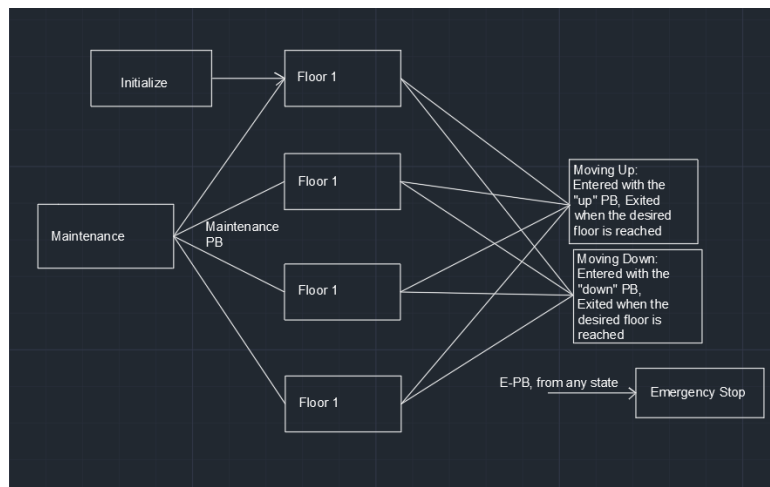 Initialize
Floor 1
Floor 1
Moving Up:
Entered with the
"up" PB, Exited
when the desired
floor is reached
Maintenance
Maintenance
PB
Floor 1
Moving Down:
Entered with the
"down" PB,
Exited when the
desired floor is
reached
Floor 1
E-PB, from any state
Emergency Stop